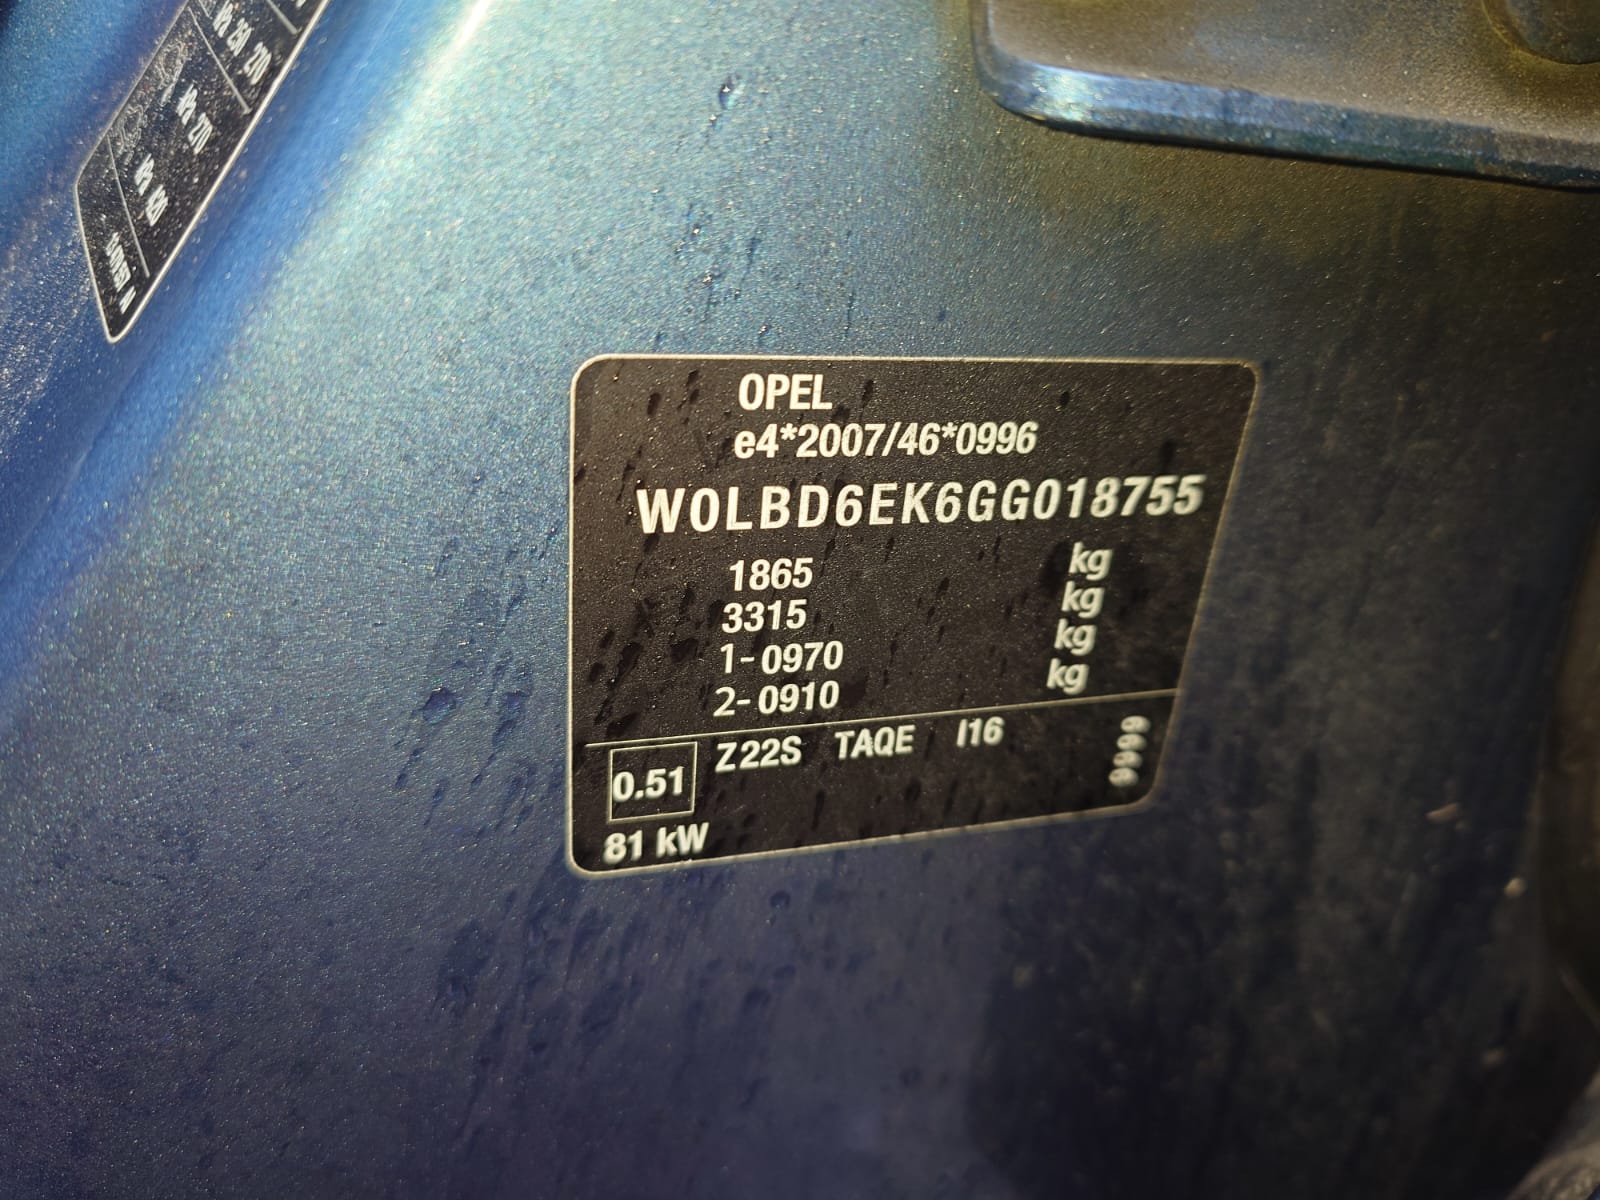 OPEL
e4*2007/46*0996
W0LBD6EK6GG018755
1865 kg
3315 kg
1-0970 kg
2-0910 kg
0.51 Z22S TAQE I16
81 kW